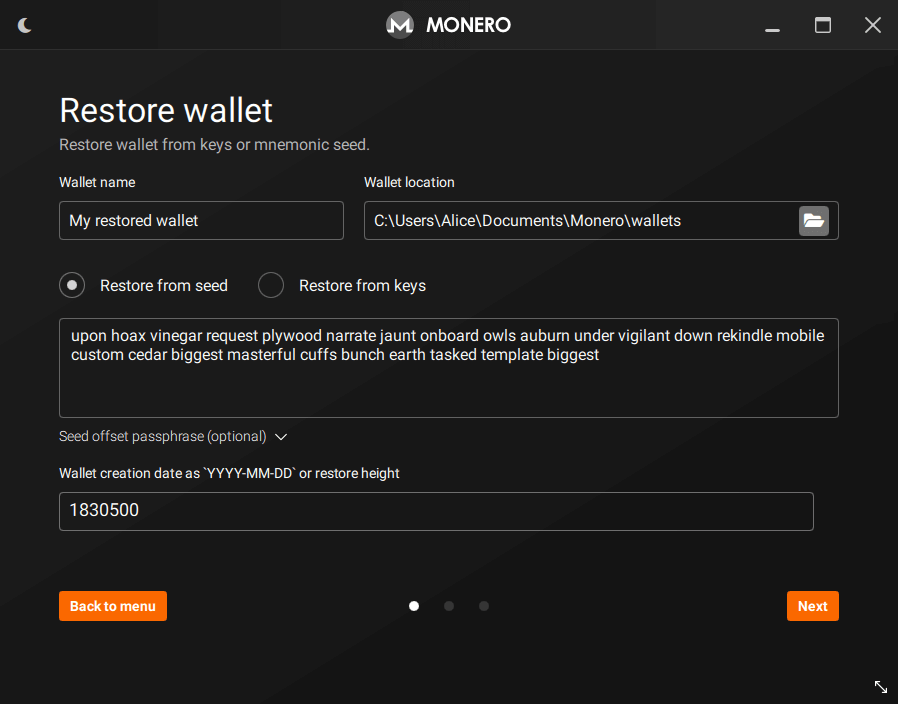 MONERO
Restore wallet
Restore wallet from keys or mnemonic seed.
Wallet name
Wallet location
My restored wallet
C:\Users\Alice\Documents\Monero\wallets
Restore from seed
Restore from keys
upon hoax vinegar request plywood narrate jaunt onboard owls auburn under vigilant down rekindle mobile
custom cedar biggest masterful cuffs bunch earth tasked template biggest
Seed offset passphrase (optional)
Wallet creation date as `YYYY-MM-DD` or restore height
1830500
Back to menu
Next